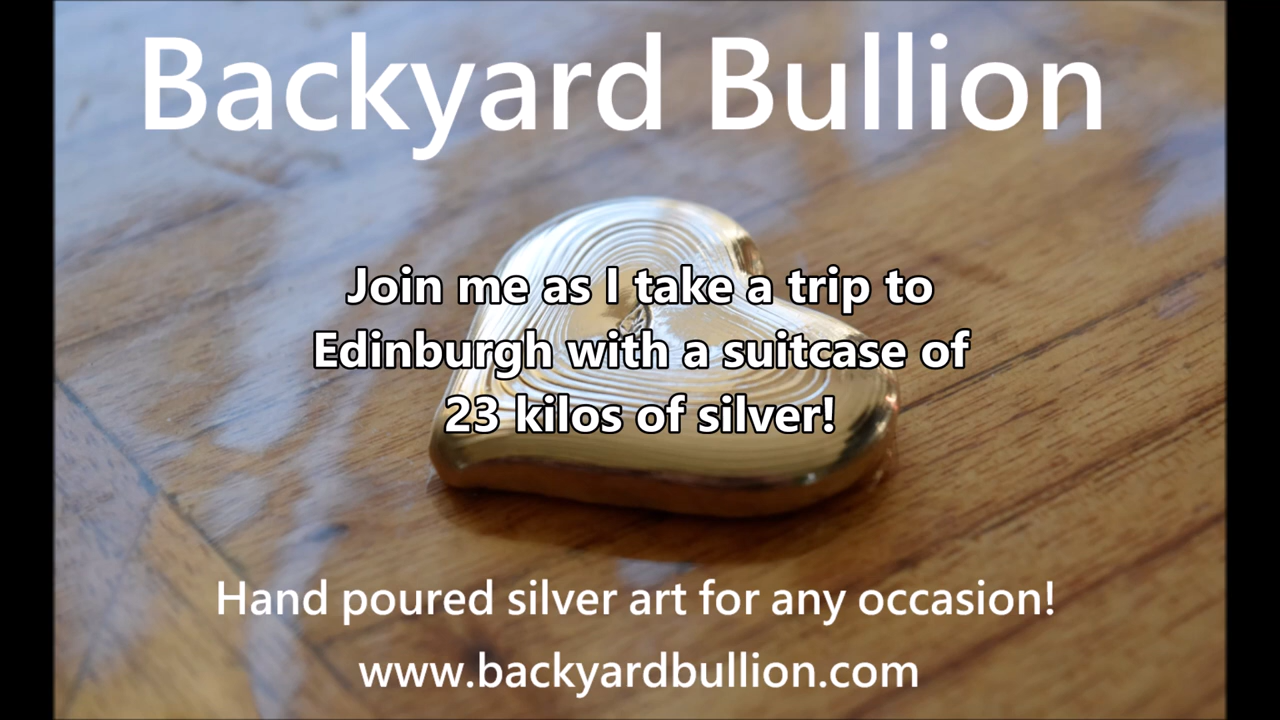 Backyard Bullion
Join me as I take a trip to
Edinburgh with a suitcase of
23 kilos of silver!
Hand poured silver art for any occasion!
www.backyardbullion.com